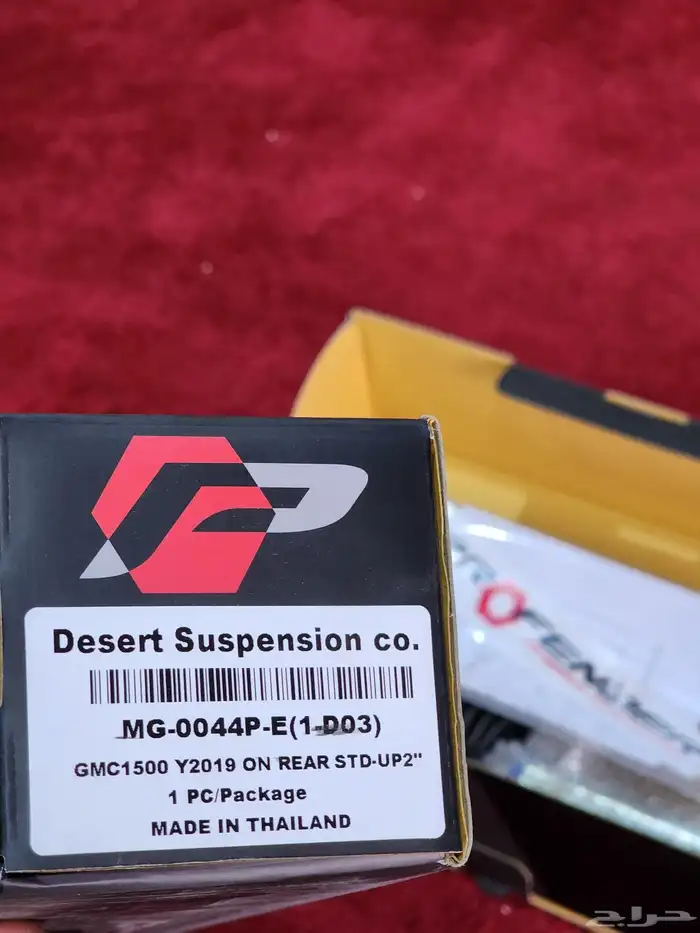 Desert Suspension co.
MG-0044P-E(1-D03)
GMC1500 Y2019 ON REAR STD-UP2"
1 PC/Package
MADE IN THAILAND
حراج